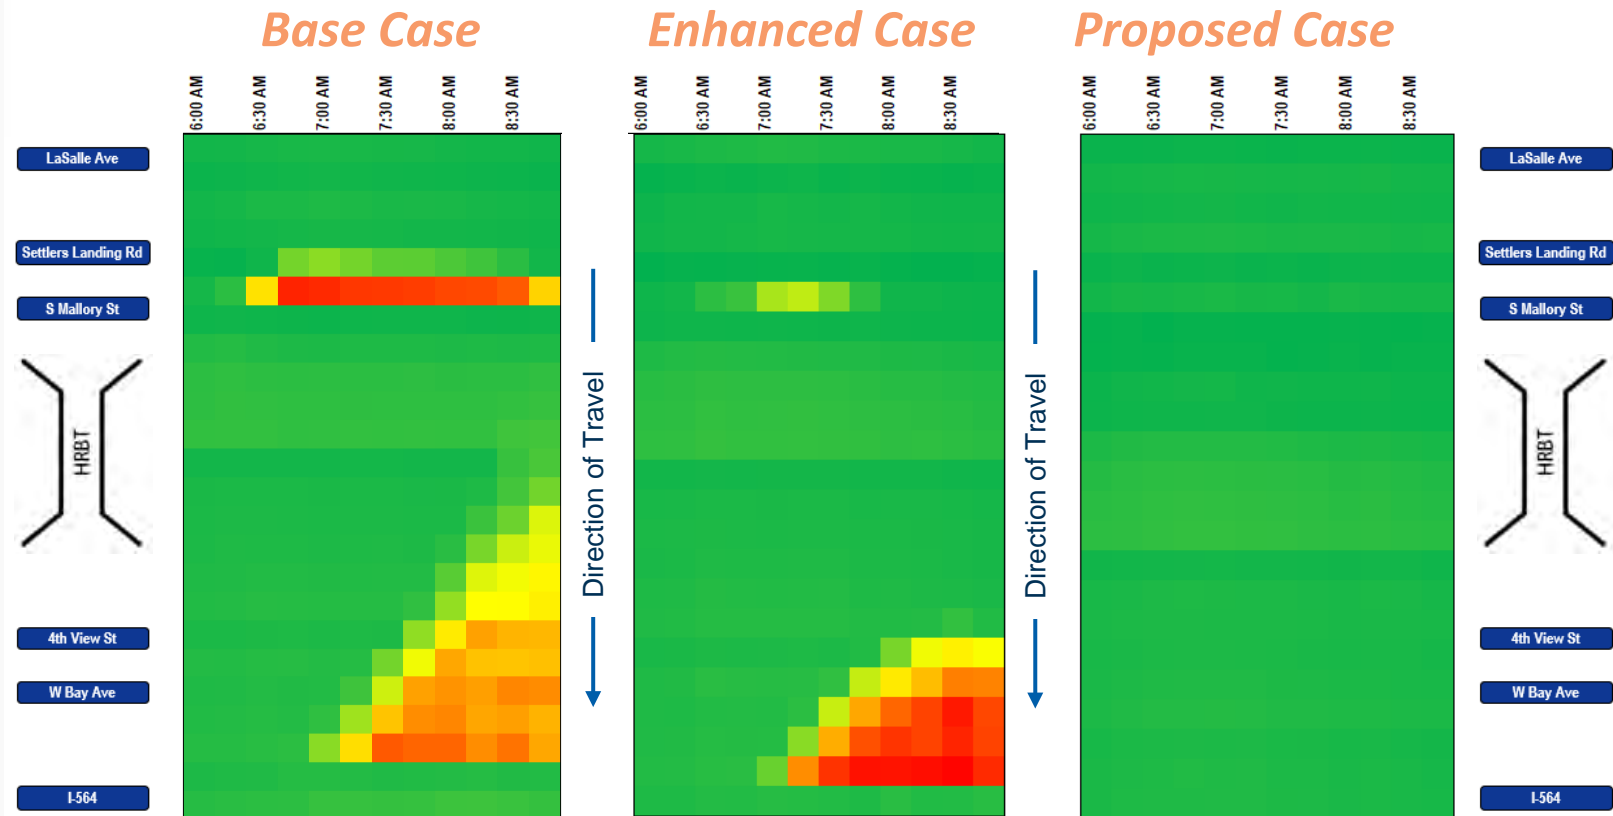 Base Case
Enhanced Case
Proposed Case
6:00 AM
6:30 AM
7:00 AM
7:30 AM
8:00 AM
8:30 AM
6:00 AM
6:30 AM
7:00 AM
7:30 AM
8:00 AM
8:30 AM
6:00 AM
6:30 AM
7:00 AM
7:30 AM
8:00 AM
8:30 AM
LaSalle Ave
Settlers Landing Rd
S Mallory St
HRBT
4th View St
W Bay Ave
I-564
Direction of Travel
Direction of Travel
LaSalle Ave
Settlers Landing Rd
S Mallory St
HRBT
4th View St
W Bay Ave
I-564